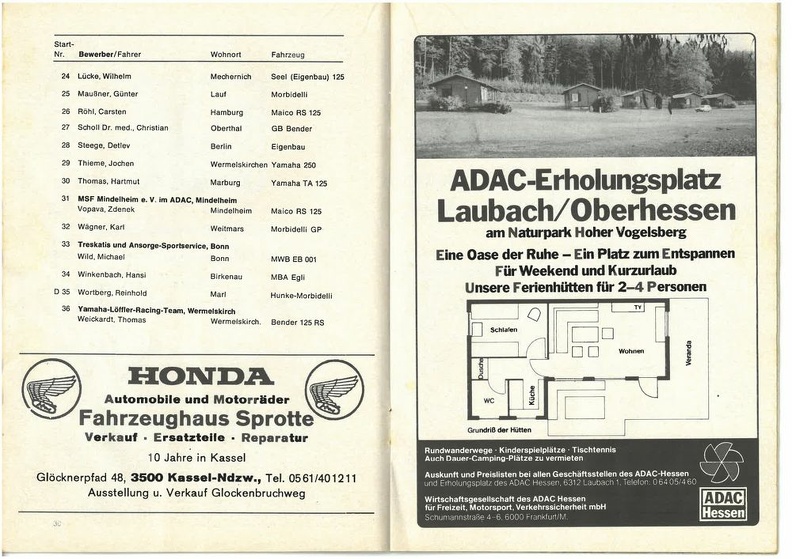 Start-
Nr. Bewerber/Fahrer Wohnort Fahrzeug
24 Lücke, Wilhelm Mechernich Seel (Eigenbau) 125
25 Maußner, Günter Lauf Morbidelli
26 Röhl, Carsten Hamburg Maico RS 125
27 Scholl Dr. med., Christian Oberthal GB Bender
28 Steege, Detlev Berlin Eigenbau
29 Thieme, Jochen Wermelskirchen Yamaha 250
30 Thomas, Hartmut Marburg Yamaha TA 125
31 MSF Mindelheim e. V. im ADAC, Mindelheim
Vopava, Zdenek Mindelheim Maico RS 125
32 Wägner, Karl Weitmars Morbidelli GP
33 Treskatis und Ansorge-Sportservice, Bonn
Wild, Michael Bonn MWB EB 001
34 Winkenbach, Hansi Birkenau MBA Egli
D 35 Wortberg, Reinhold Marl Hunke-Morbidelli
36 Yamaha-Löffler-Racing-Team, Wermelskirch
Weickardt, Thomas Wermelskirch. Bender 125 RS
HONDA
Automobile und Motorräder
Fahrzeughaus Sprotte
Verkauf · Ersatzteile · Reparatur
10 Jahre in Kassel
Glöcknerpfad 48, 3500 Kassel-Ndzw., Tel. 0561/401211
Ausstellung u. Verkauf Glockenbruchweg
ADAC-Erholungsplatz
Laubach/Oberhessen
am Naturpark Hoher Vogelsberg
Eine Oase der Ruhe – Ein Platz zum Entspannen
Für Weekend und Kurzurlaub
Unsere Ferienhütten für 2–4 Personen
TV
Schlafen
Wohnen
Veranda
Dusche
WC
Küche
Grundriß der Hütten
Rundwanderwege · Kinderspielplätze · Tischtennis
Auch Dauer-Camping-Plätze zu vermieten
Auskunft und Preislisten bei allen Geschäftsstellen des ADAC-Hessen
und Erholungsplatz des ADAC Hessen, 6312 Laubach 1, Telefon: 0 64 05/4 60
Wirtschaftsgesellschaft des ADAC Hessen
für Freizeit, Motorsport, Verkehrssicherheit mbH
Schumannstraße 4-6, 6000 Frankfurt/M.
ADAC
Hessen